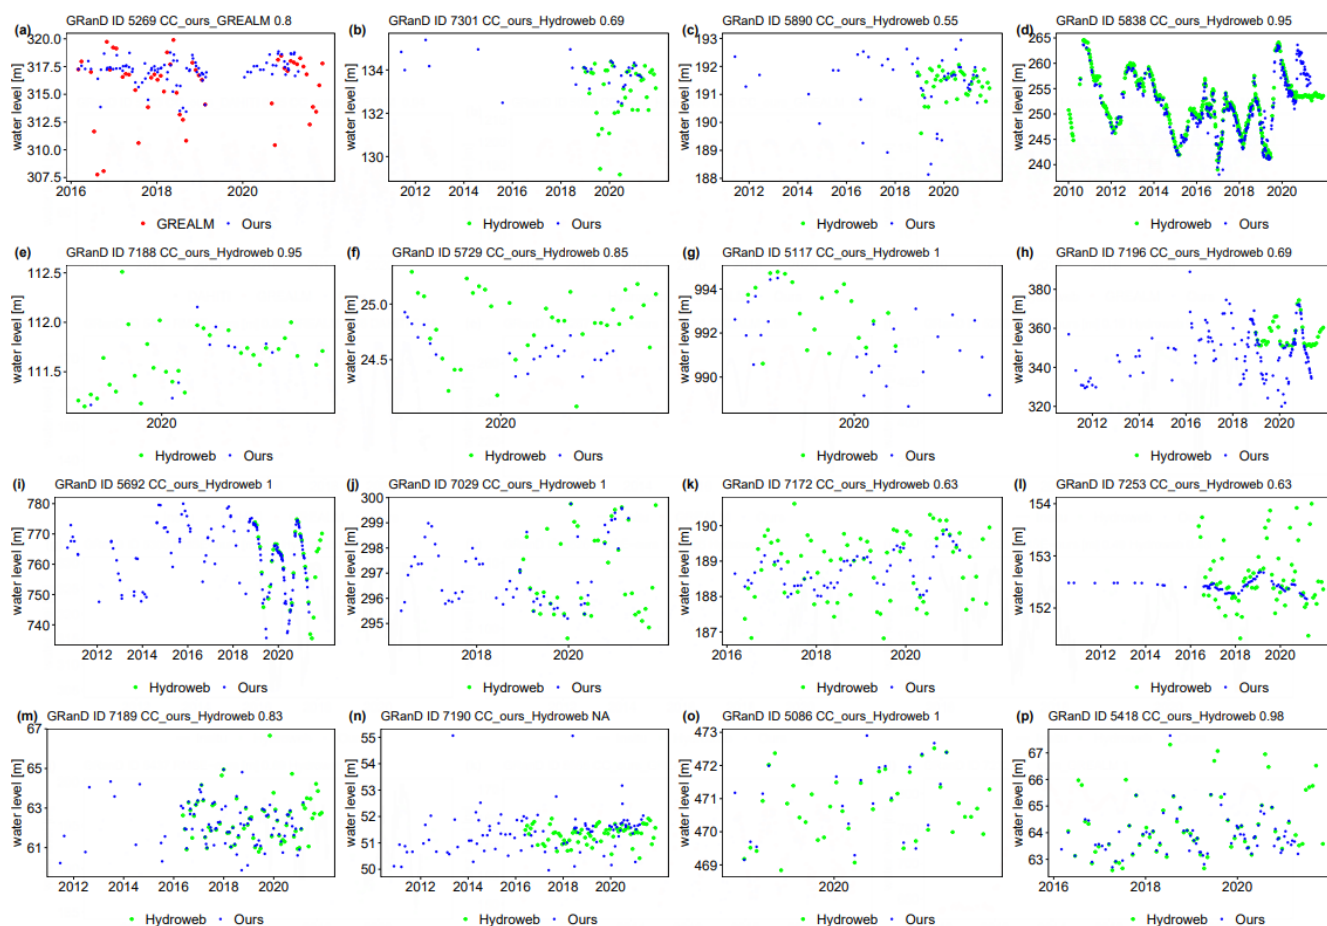 (a) GRanD ID 5269 CC_ours_GREALM 0.8
water level [m]
320.0
317.5
315.0
312.5
310.0
307.5
2016 2018 2020
GREALM Ours
(b) GRanD ID 7301 CC_ours_Hydroweb 0.69
water level [m]
134
132
130
2010 2012 2014 2016 2018 2020
Hydroweb Ours
(c) GRanD ID 5890 CC_ours_Hydroweb 0.55
water level [m]
193
192
191
190
189
188
2012 2014 2016 2018 2020
Hydroweb Ours
(d) GRanD ID 5838 CC_ours_Hydroweb 0.95
water level [m]
265
260
255
250
245
240
2010 2012 2014 2016 2018 2020
Hydroweb Ours
(e) GRanD ID 7188 CC_ours_Hydroweb 0.95
water level [m]
112.5
112.0
111.5
2020
Hydroweb Ours
(f) GRanD ID 5729 CC_ours_Hydroweb 0.85
water level [m]
25.0
24.5
2020
Hydroweb Ours
(g) GRanD ID 5117 CC_ours_Hydroweb 1
water level [m]
994
992
990
2020
Hydroweb Ours
(h) GRanD ID 7196 CC_ours_Hydroweb 0.69
water level [m]
380
360
340
320
2012 2014 2016 2018 2020
Hydroweb Ours
(i) GRanD ID 5692 CC_ours_Hydroweb 1
water level [m]
780
770
760
750
740
2012 2014 2016 2018 2020
Hydroweb Ours
(j) GRanD ID 7029 CC_ours_Hydroweb 1
water level [m]
300
299
298
297
296
295
2018 2020
Hydroweb Ours
(k) GRanD ID 7172 CC_ours_Hydroweb 0.63
water level [m]
190
189
188
187
2016 2018 2020
Hydroweb Ours
(l) GRanD ID 7253 CC_ours_Hydroweb 0.63
water level [m]
154
153
152
2012 2014 2016 2018 2020
Hydroweb Ours
(m) GRanD ID 7189 CC_ours_Hydroweb 0.83
water level [m]
67
65
63
61
2012 2014 2016 2018 2020
Hydroweb Ours
(n) GRanD ID 7190 CC_ours_Hydroweb NA
water level [m]
55
54
53
52
51
50
2012 2014 2016 2018 2020
Hydroweb Ours
(o) GRanD ID 5086 CC_ours_Hydroweb 1
water level [m]
473
472
471
470
469
2020
Hydroweb Ours
(p) GRanD ID 5418 CC_ours_Hydroweb 0.98
water level [m]
67
66
65
64
63
2016 2018 2020
Hydroweb Ours